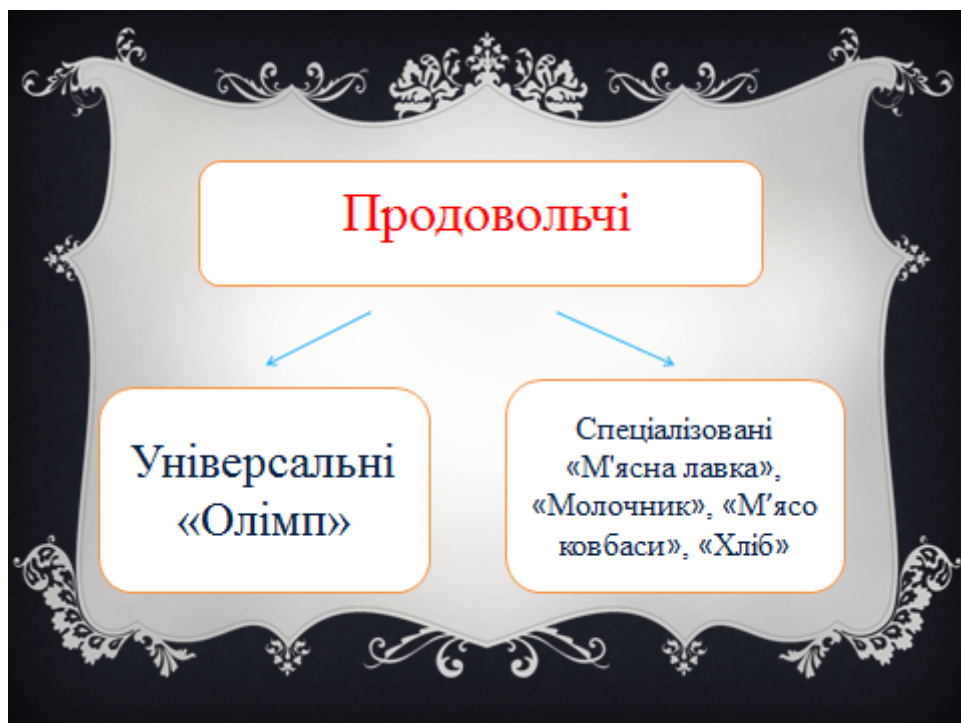 Продовольчі
Універсальні
«Олімп»
Спеціалізовані
«М'ясна лавка»,
«Молочник», «М′ясо
ковбаси», «Хліб»